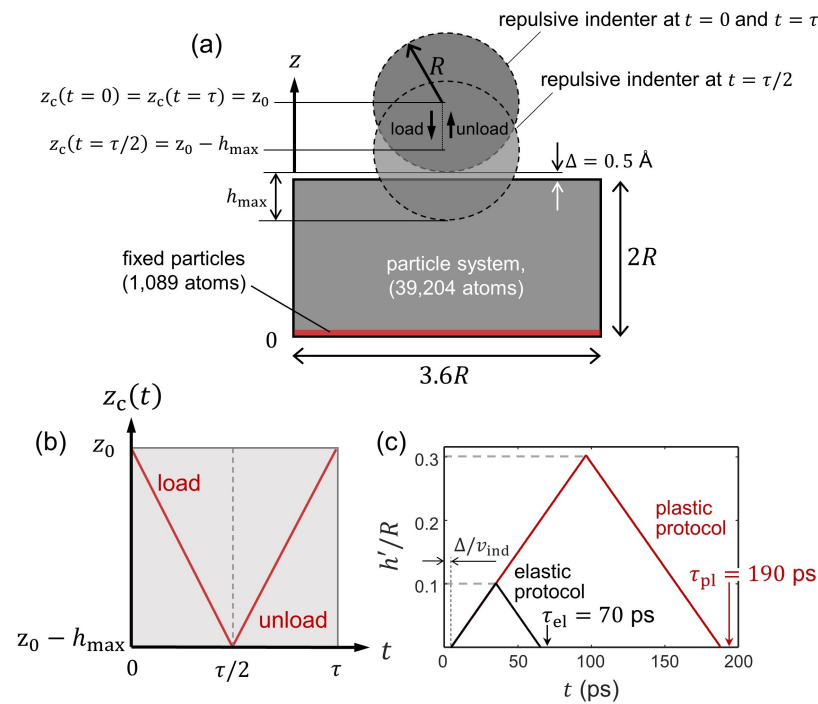 repulsive indenter at t = 0 and t = τ
(a)
z
R
repulsive indenter at t = τ/2
z_c(t = 0) = z_c(t = τ) = z_0
load
unload
z_c(t = τ/2) = z_0 − h_max
Δ = 0.5 Å
h_max
fixed particles
(1,089 atoms)
particle system,
(39,204 atoms)
2R
0
3.6R
z_c(t)
(b)
z_0
load
unload
z_0 − h_max
0
τ/2
τ
t
(c)
0.3
0.2
0.1
h′/R
Δ/v_ind
plastic
protocol
elastic
protocol
τ_pl = 190 ps
τ_el = 70 ps
0
50
100
150
200
t (ps)